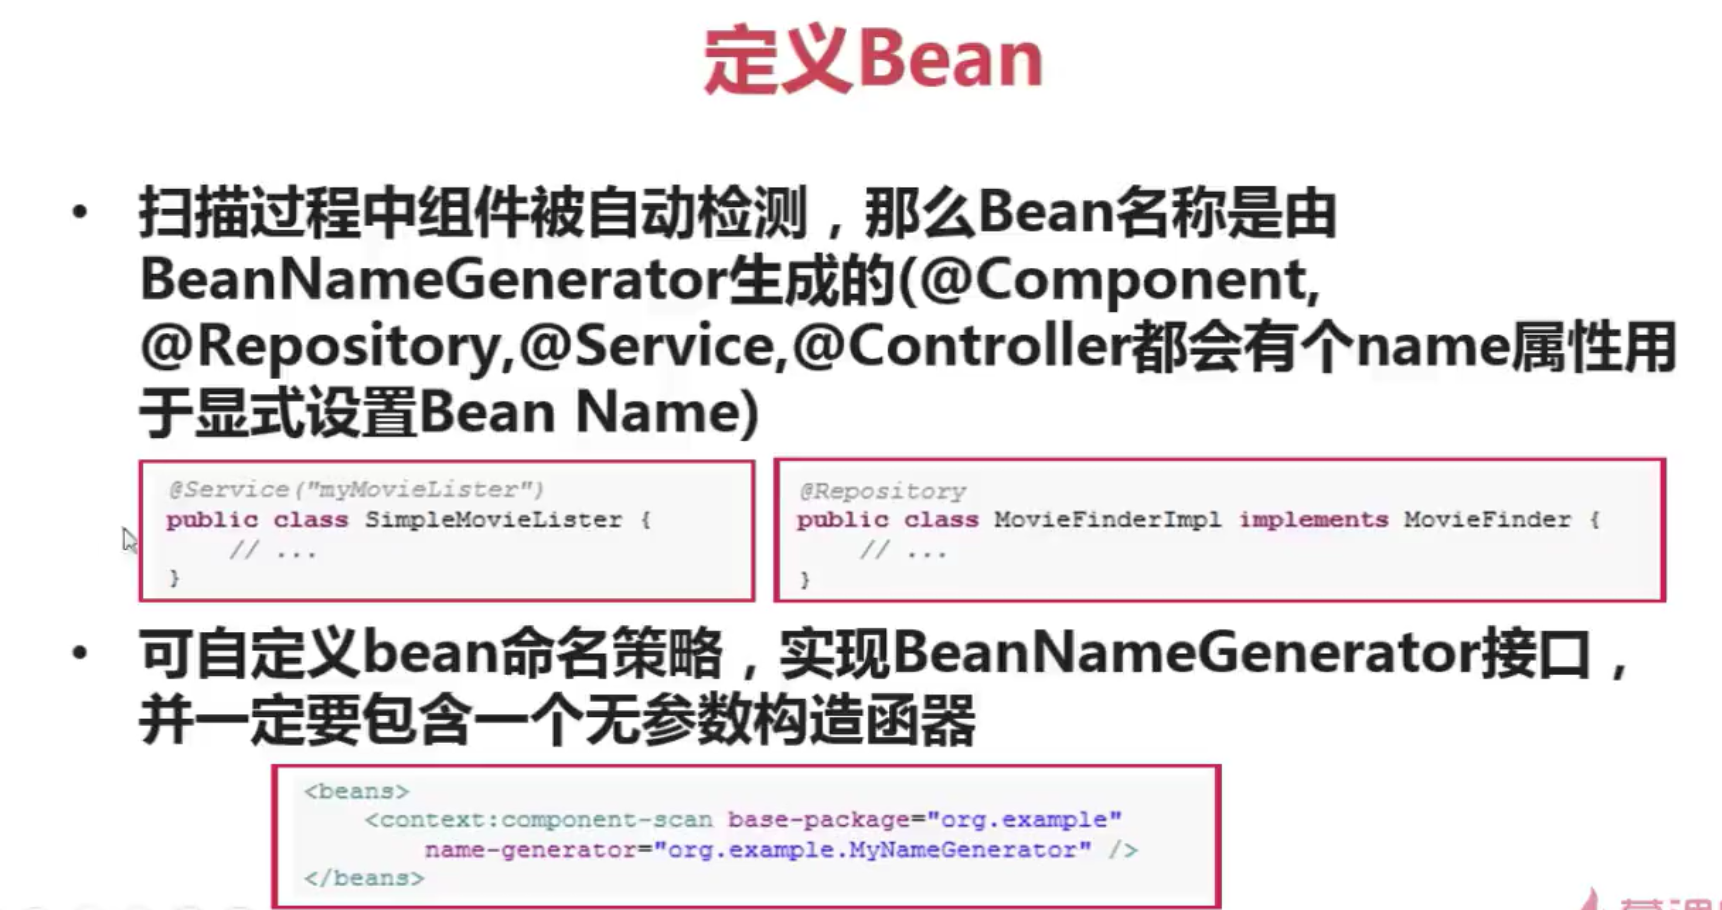 定义Bean
• 扫描过程中组件被自动检测，那么Bean名称是由
BeanNameGenerator生成的(@Component,
@Repository,@Service,@Controller都会有个name属性用
于显式设置Bean Name)
@Service("myMovieLister")
public class SimpleMovieLister {
// ...
}
@Repository
public class MovieFinderImpl implements MovieFinder {
// ...
}
• 可自定义bean命名策略，实现BeanNameGenerator接口，
并一定要包含一个无参数构造函器
<beans>
<context:component-scan base-package="org.example"
name-generator="org.example.MyNameGenerator" />
</beans>